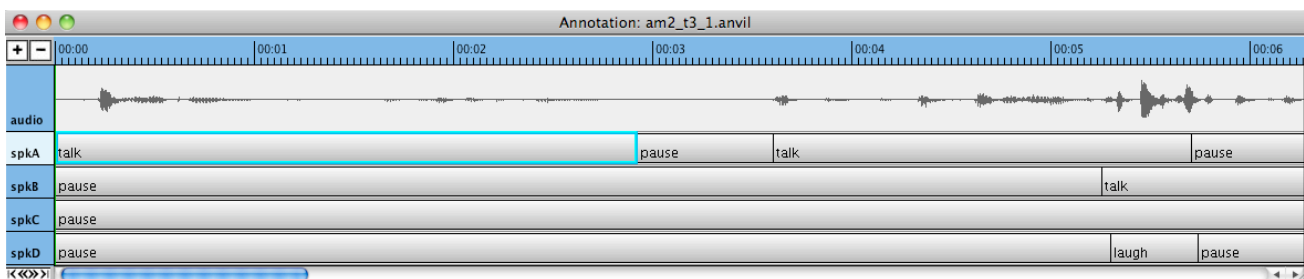 Annotation: am2_t3_1.anvil
+ - 00:00 00:01 00:02 00:03 00:04 00:05 00:06
audio
spkA talk pause talk pause
spkB pause talk
spkC pause
spkD pause laugh pause